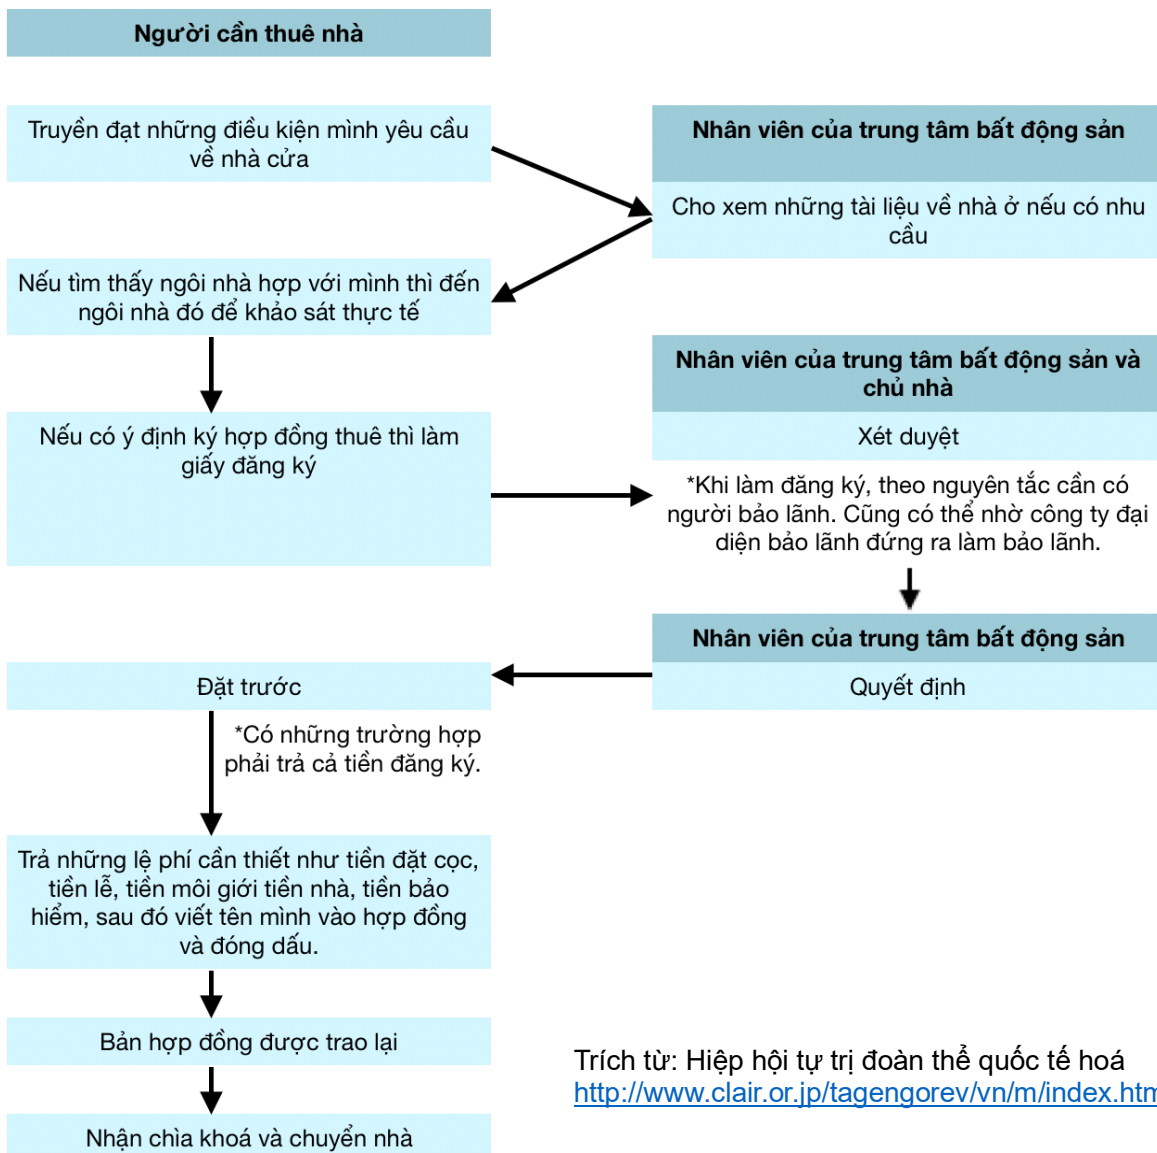 Người cần thuê nhà
Truyền đạt những điều kiện mình yêu cầu
về nhà cửa
Nhân viên của trung tâm bất động sản
Cho xem những tài liệu về nhà ở nếu có nhu
cầu
Nếu tìm thấy ngôi nhà hợp với mình thì đến
ngôi nhà đó để khảo sát thực tế
Nhân viên của trung tâm bất động sản và
chủ nhà
Nếu có ý định ký hợp đồng thuê thì làm
giấy đăng ký
Xét duyệt
*Khi làm đăng ký, theo nguyên tắc cần có
người bảo lãnh. Cũng có thể nhờ công ty đại
diện bảo lãnh đứng ra làm bảo lãnh.
Nhân viên của trung tâm bất động sản
Quyết định
Đặt trước
*Có những trường hợp
phải trả cả tiền đăng ký.
Trả những lệ phí cần thiết như tiền đặt cọc,
tiền lễ, tiền môi giới tiền nhà, tiền bảo
hiểm, sau đó viết tên mình vào hợp đồng
và đóng dấu.
Bản hợp đồng được trao lại
Trích từ: Hiệp hội tự trị đoàn thể quốc tế hoá
http://www.clair.or.jp/tagengorev/vn/m/index.htm
Nhận chìa khoá và chuyển nhà